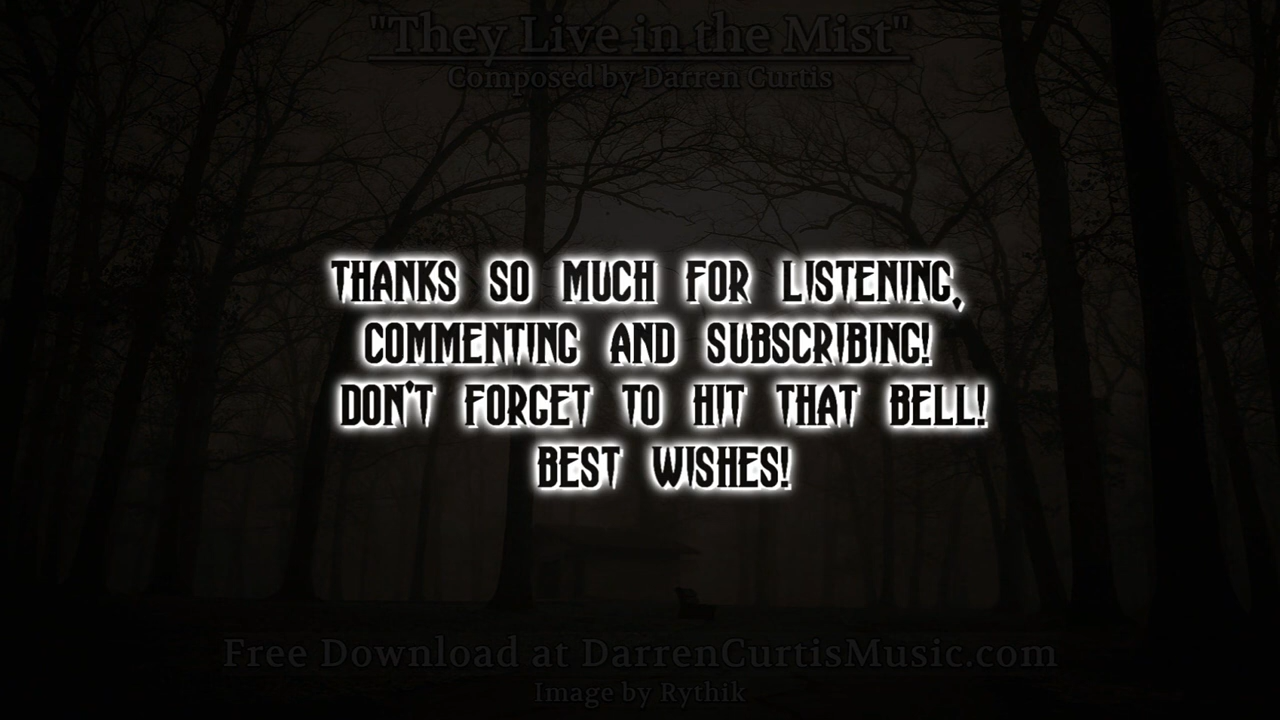 "They Live in the Mist"
Composed by Darren Curtis
THANKS SO MUCH FOR LISTENING,
COMMENTING AND SUBSCRIBING!
DON'T FORGET TO HIT THAT BELL!
BEST WISHES!
Free Download at DarrenCurtisMusic.com
Image by Rythik